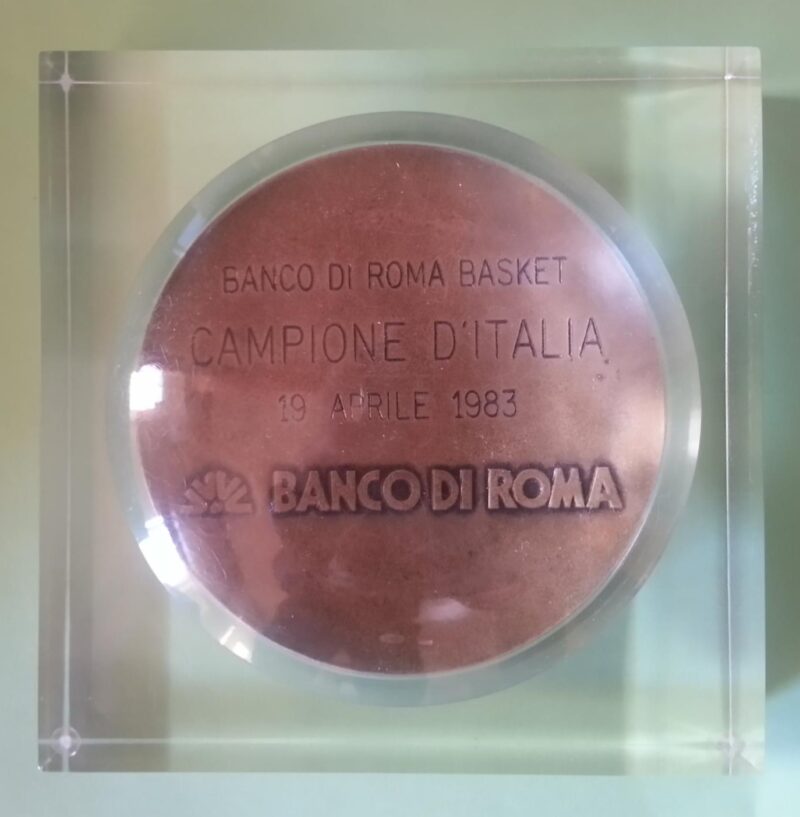 BANCO DI ROMA BASKET
CAMPIONE D'ITALIA
19 APRILE 1983
BANCO DI ROMA